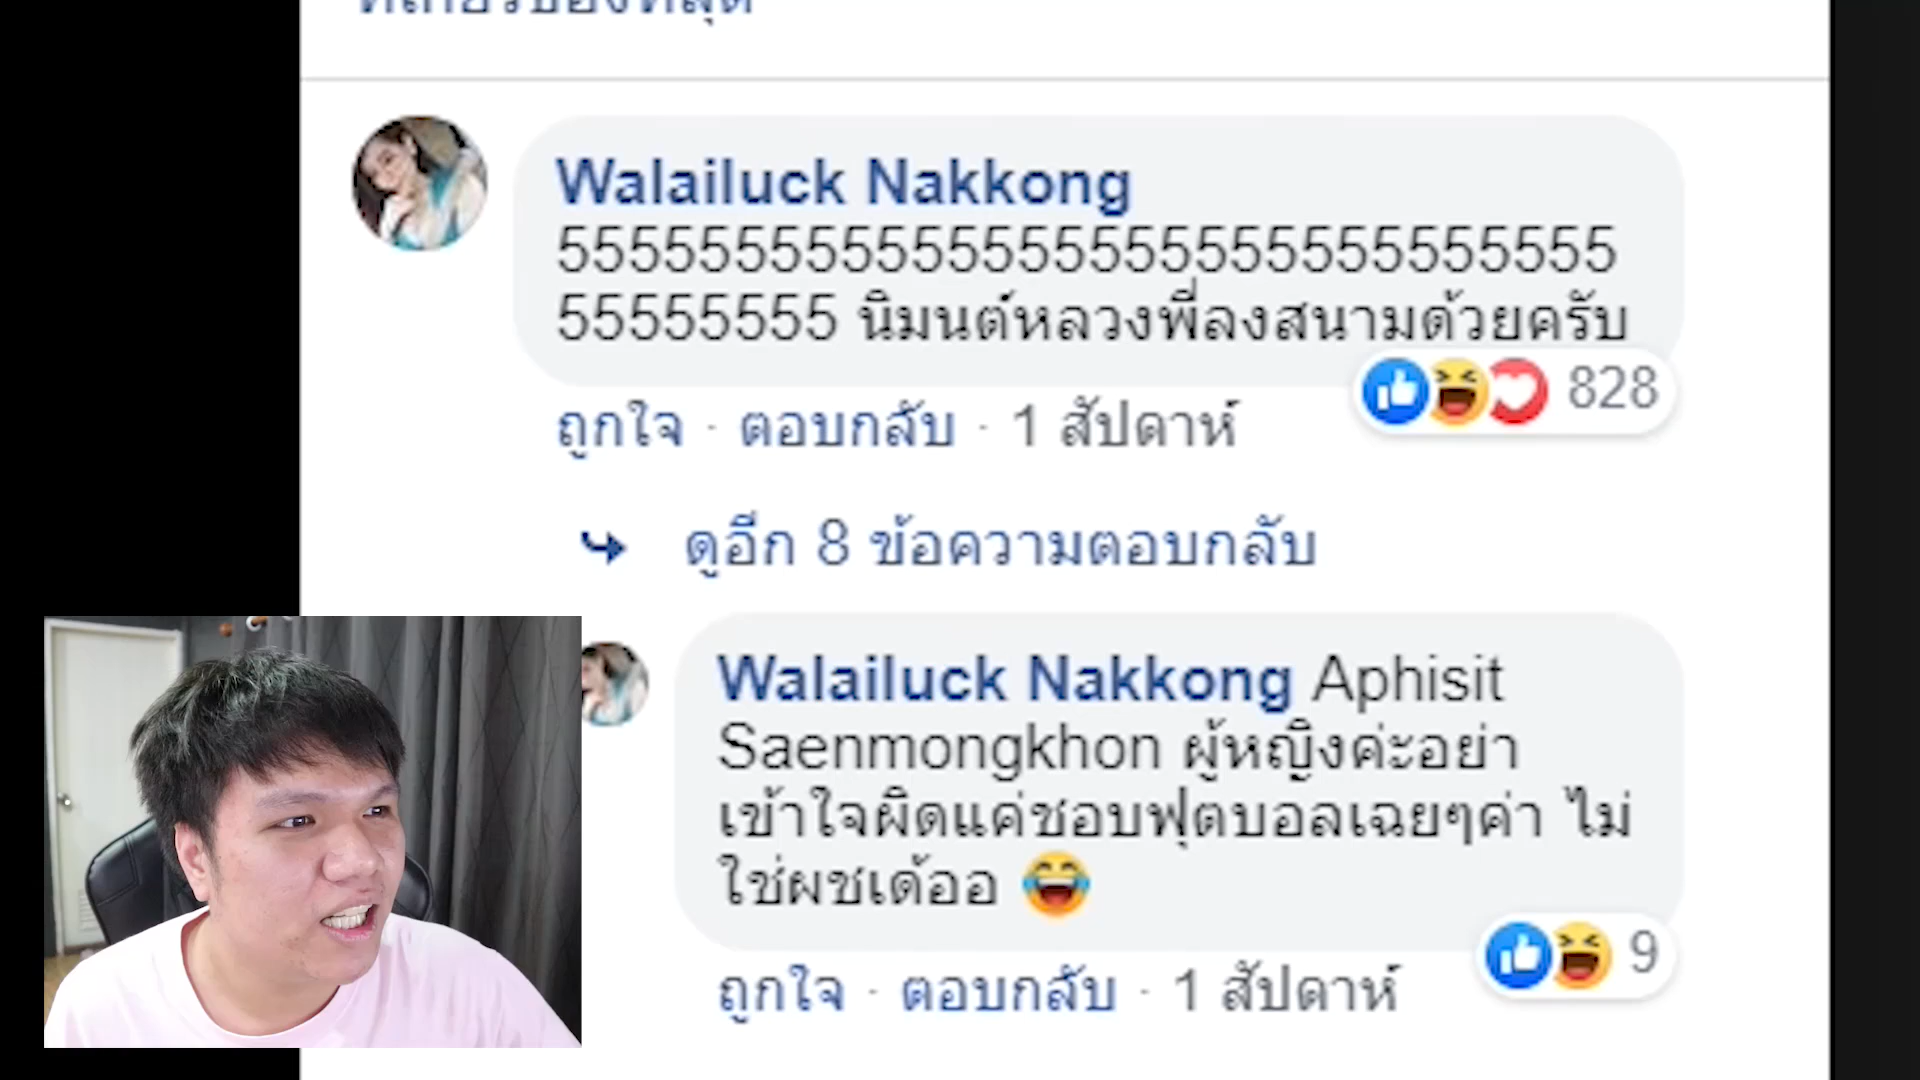 Walailuck Nakkong
555555555555555555555555555555
55555555 นิมนต์หลวงพี่ลงสนามด้วยครับ
828
ถูกใจ · ตอบกลับ · 1 สัปดาห์
ดูอีก 8 ข้อความตอบกลับ
Walailuck Nakkong Aphisit
Saenmongkhon ผู้หญิงค่ะอย่า
เข้าใจผิดแค่ชอบฟุตบอลเฉยๆค่า ไม่
ใช่ผชเด้ออ 😂
9
ถูกใจ · ตอบกลับ · 1 สัปดาห์